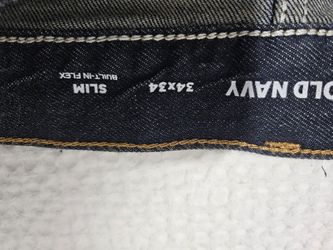 OLD NAVY
34x34
SLIM
BUILT-IN FLEX